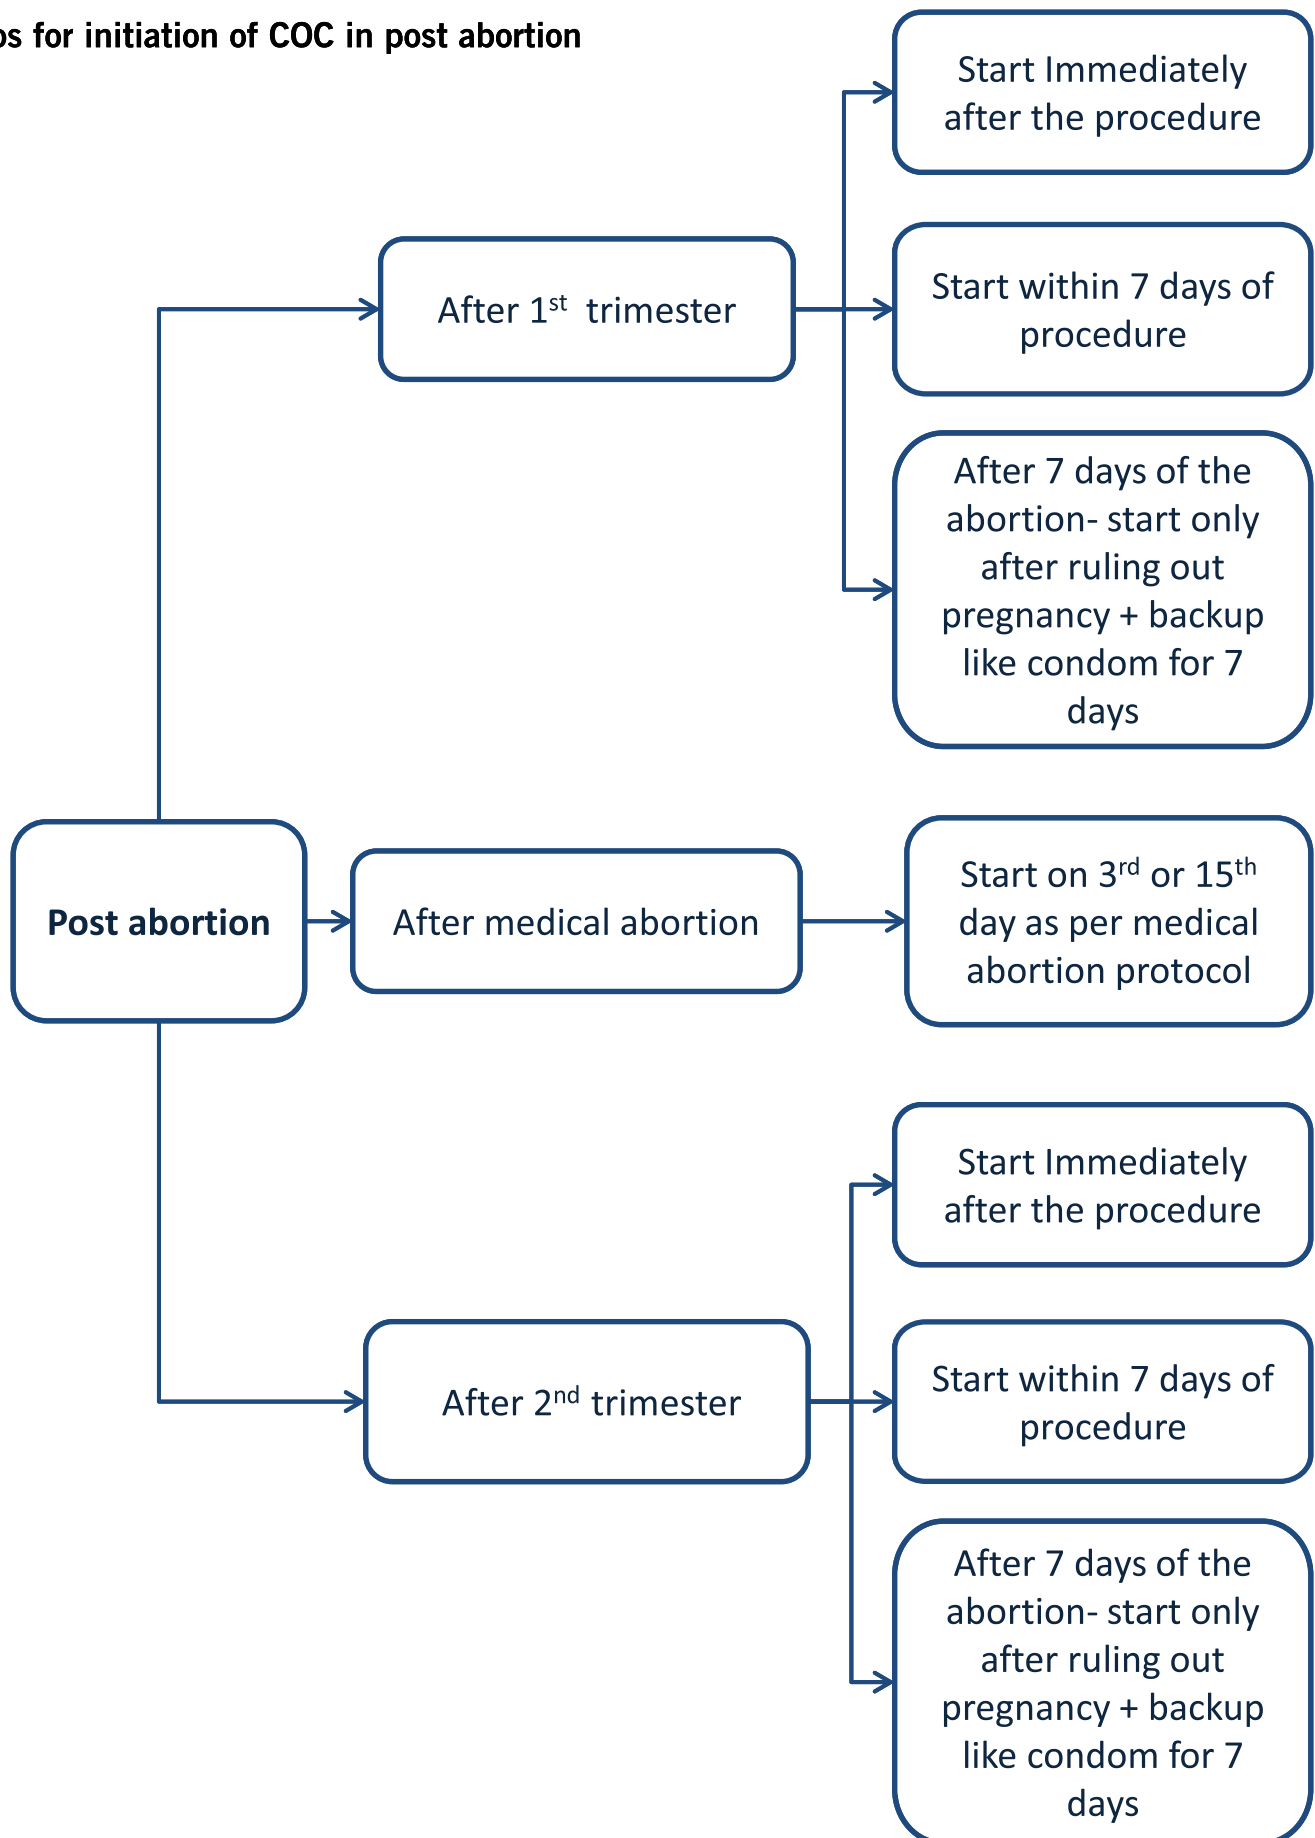 for initiation of COC in post abortion
Start Immediately
after the procedure
After 1st trimester
Start within 7 days of
procedure
After 7 days of the
abortion- start only
after ruling out
pregnancy + backup
like condom for 7
days
Post abortion
After medical abortion
Start on 3rd or 15th
day as per medical
abortion protocol
Start Immediately
after the procedure
After 2nd trimester
Start within 7 days of
procedure
After 7 days of the
abortion- start only
after ruling out
pregnancy + backup
like condom for 7
days